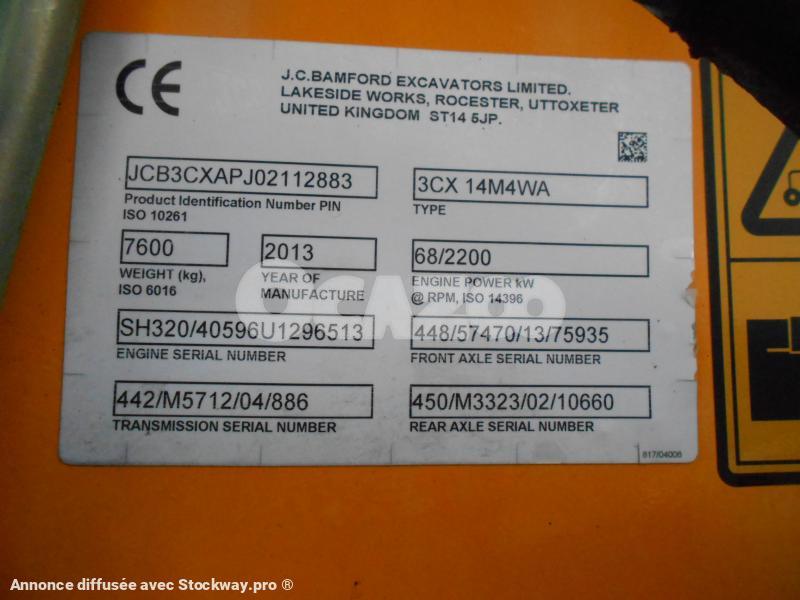 CE
J.C.BAMFORD EXCAVATORS LIMITED.
LAKESIDE WORKS, ROCESTER, UTTOXETER
UNITED KINGDOM ST14 5JP.
JCB3CXAPJ02112883
Product Identification Number PIN
ISO 10261
3CX 14M4WA
TYPE
7600
WEIGHT (kg),
ISO 6016
2013
YEAR OF
MANUFACTURE
68/2200
ENGINE POWER kW
@ RPM, ISO 14396
OCAZOO
SH320/40596U1296513
ENGINE SERIAL NUMBER
448/57470/13/75935
FRONT AXLE SERIAL NUMBER
442/M5712/04/886
TRANSMISSION SERIAL NUMBER
450/M3323/02/10660
REAR AXLE SERIAL NUMBER
817/04006
Annonce diffusée avec Stockway.pro ®